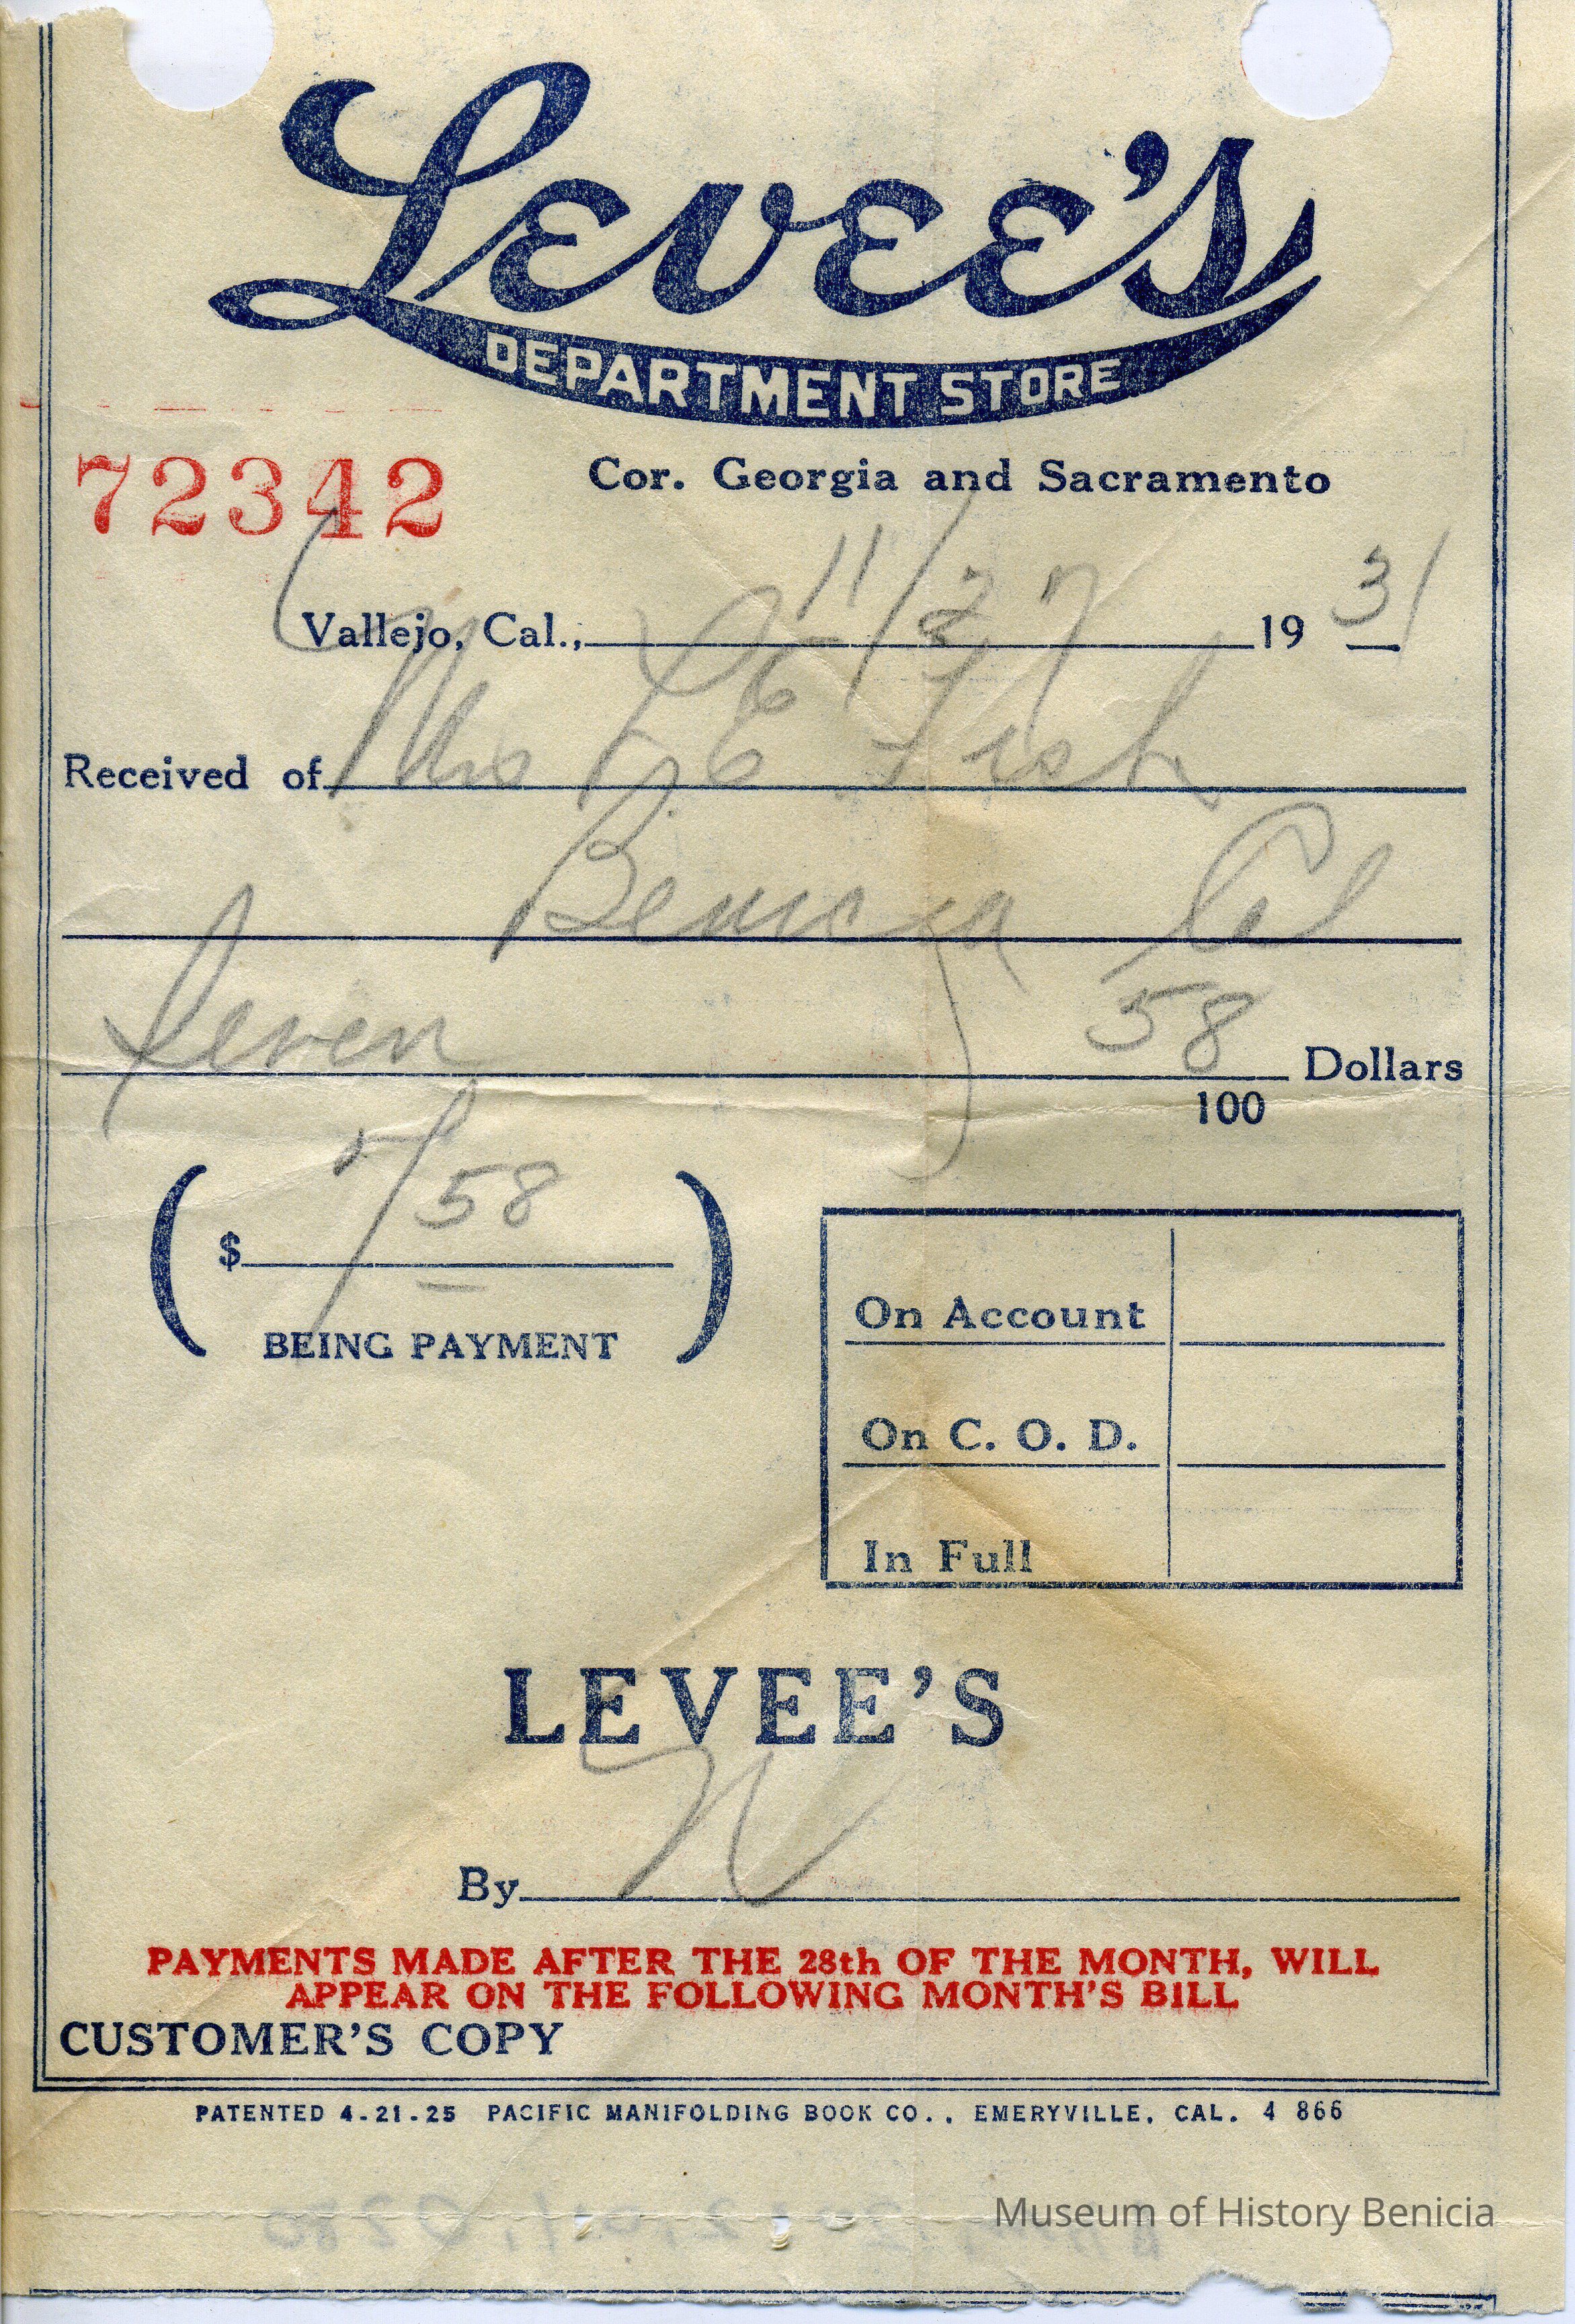 Levee's
DEPARTMENT STORE
72342
Cor. Georgia and Sacramento
Vallejo, Cal., 11/27 1931
Received of Mrs Fish
Benicia Cal
Seven 58 Dollars
100
( $ 7/58 )
BEING PAYMENT
On Account
On C. O. D.
In Full
LEVEE'S
By
PAYMENTS MADE AFTER THE 28th OF THE MONTH, WILL
APPEAR ON THE FOLLOWING MONTH'S BILL
CUSTOMER'S COPY
PATENTED 4-21-25 PACIFIC MANIFOLDING BOOK CO., EMERYVILLE, CAL. 4 866
Museum of History Benicia